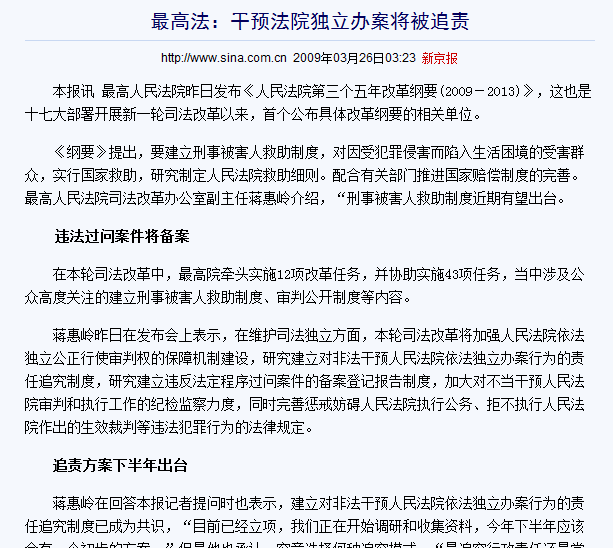 最高法：干预法院独立办案将被追责
http://www.sina.com.cn 2009年03月26日03:23 新京报
本报讯 最高人民法院昨日发布《人民法院第三个五年改革纲要(2009－2013)》，这也是
十七大部署开展新一轮司法改革以来，首个公布具体改革纲要的相关单位。
《纲要》提出，要建立刑事被害人救助制度，对因受犯罪侵害而陷入生活困境的受害群
众，实行国家救助，研究制定人民法院救助细则。配合有关部门推进国家赔偿制度的完善。
最高人民法院司法改革办公室副主任蒋惠岭介绍，“刑事被害人救助制度近期有望出台。
违法过问案件将备案
在本轮司法改革中，最高院牵头实施12项改革任务，并协助实施43项任务，当中涉及公
众高度关注的建立刑事被害人救助制度、审判公开制度等内容。
蒋惠岭昨日在发布会上表示，在维护司法独立方面，本轮司法改革将加强人民法院依法
独立公正行使审判权的保障机制建设，研究建立对非法干预人民法院依法独立办案行为的责
任追究制度，研究建立违反法定程序过问案件的备案登记报告制度，加大对不当干预人民法
院审判和执行工作的纪检监察力度，同时完善惩戒妨碍人民法院执行公务、拒不执行人民法
院作出的生效裁判等违法犯罪行为的法律规定。
追责方案下半年出台
蒋惠岭在回答本报记者提问时也表示，建立对非法干预人民法院依法独立办案行为的责
任追究制度已成为共识，“目前已经立项，我们正在开始调研和收集资料，今年下半年应该